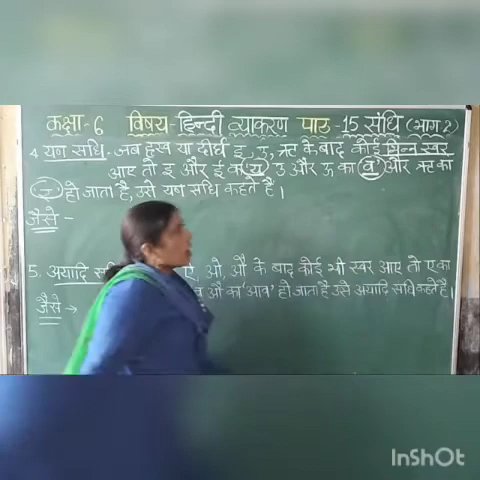 कक्षा-6 विषय-हिन्दी व्याकरण पाठ-15 संधि (भाग 2)
4. यण संधि - जब ह्रस्व या दीर्घ इ, उ, ऋ के बाद कोई भिन्न स्वर
आए तो इ और ई का य् उ और ऊ का व् और ऋ का
हो जाता है, उसे यण संधि कहते है।
जैसे -
5. अयादि ऐ, ओ, औ के बाद कोई भी स्वर आए तो ए का
औ का 'आव' हो जाता है उसे अयादि संधि कहते है।
जैसे →
InShOt